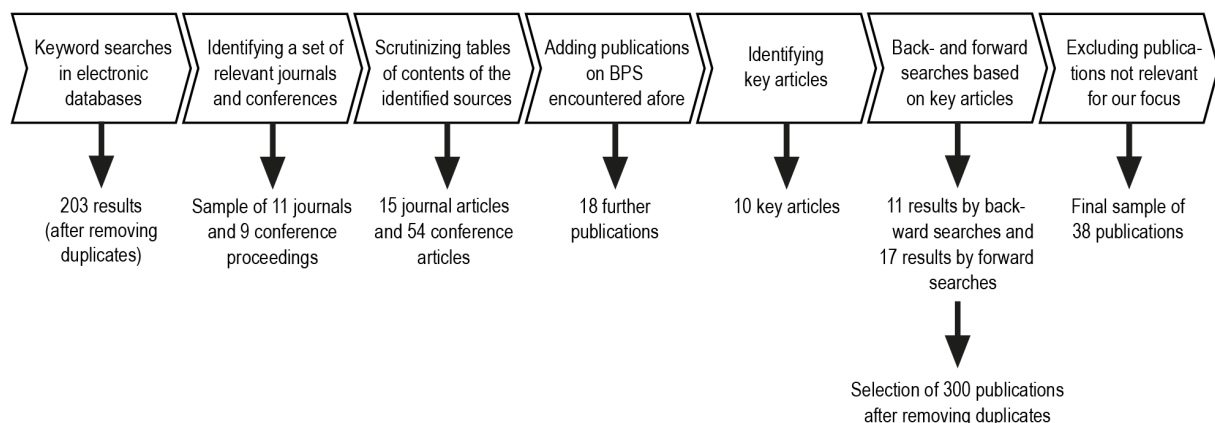 Keyword searches
in electronic
databases
Identifying a set of
relevant journals
and conferences
Scrutinizing tables
of contents of the
identified sources
Adding publications
on BPS
encountered afore
Identifying
key articles
Back- and forward
searches based
on key articles
Excluding publica-
tions not relevant
for our focus
203 results
(after removing
duplicates)
Sample of 11 journals
and 9 conference
proceedings
15 journal articles
and 54 conference
articles
18 further
publications
10 key articles
11 results by back-
ward searches and
17 results by forward
searches
Final sample of
38 publications
Selection of 300 publications
after removing duplicates